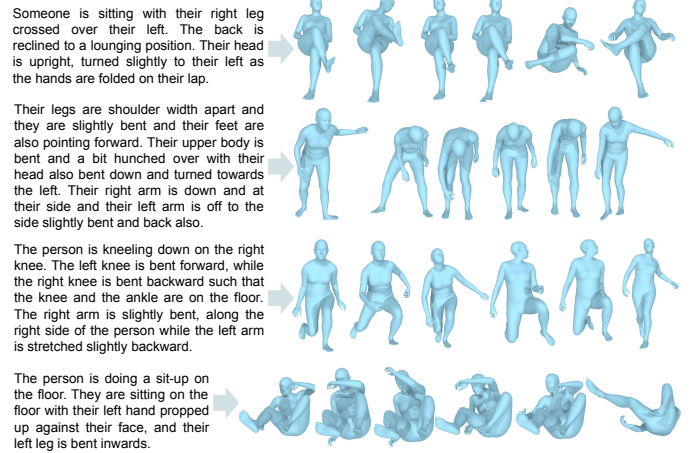 Someone is sitting with their right leg
crossed over their left. The back is
reclined to a lounging position. Their head
is upright, turned slightly to their left as
the hands are folded on their lap.
Their legs are shoulder width apart and
they are slightly bent and their feet are
also pointing forward. Their upper body is
bent and a bit hunched over with their
head also bent down and turned towards
the left. Their right arm is down and at
their side and their left arm is off to the
side slightly bent and back also.
The person is kneeling down on the right
knee. The left knee is bent forward, while
the right knee is bent backward such that
the knee and the ankle are on the floor.
The right arm is slightly bent, along the
right side of the person while the left arm
is stretched slightly backward.
The person is doing a sit-up on
the floor. They are sitting on the
floor with their left hand propped
up against their face, and their
left leg is bent inwards.